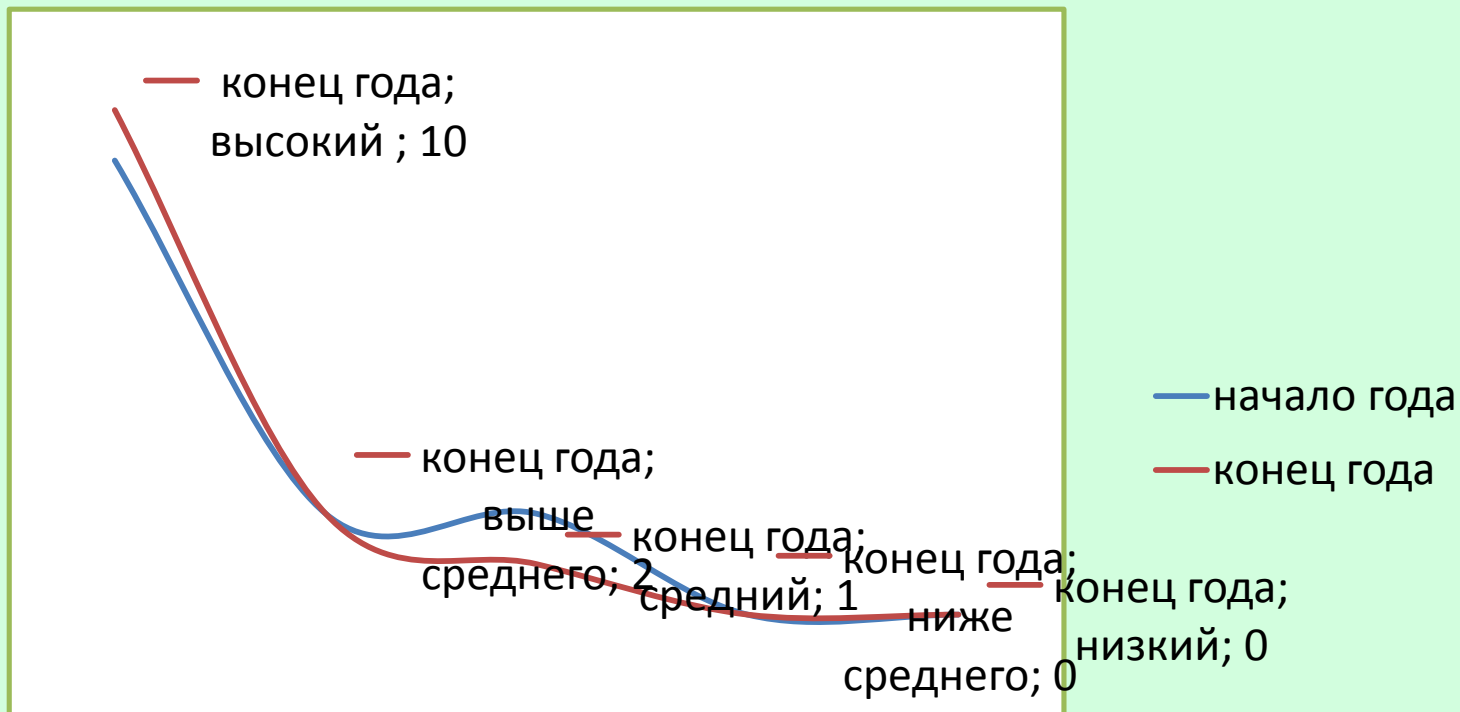 конец года;
высокий ; 10
конец года;
выше
среднего; 2
конец года;
средний; 1
конец года;
ниже
среднего; 0
конец года;
низкий; 0
начало года
конец года